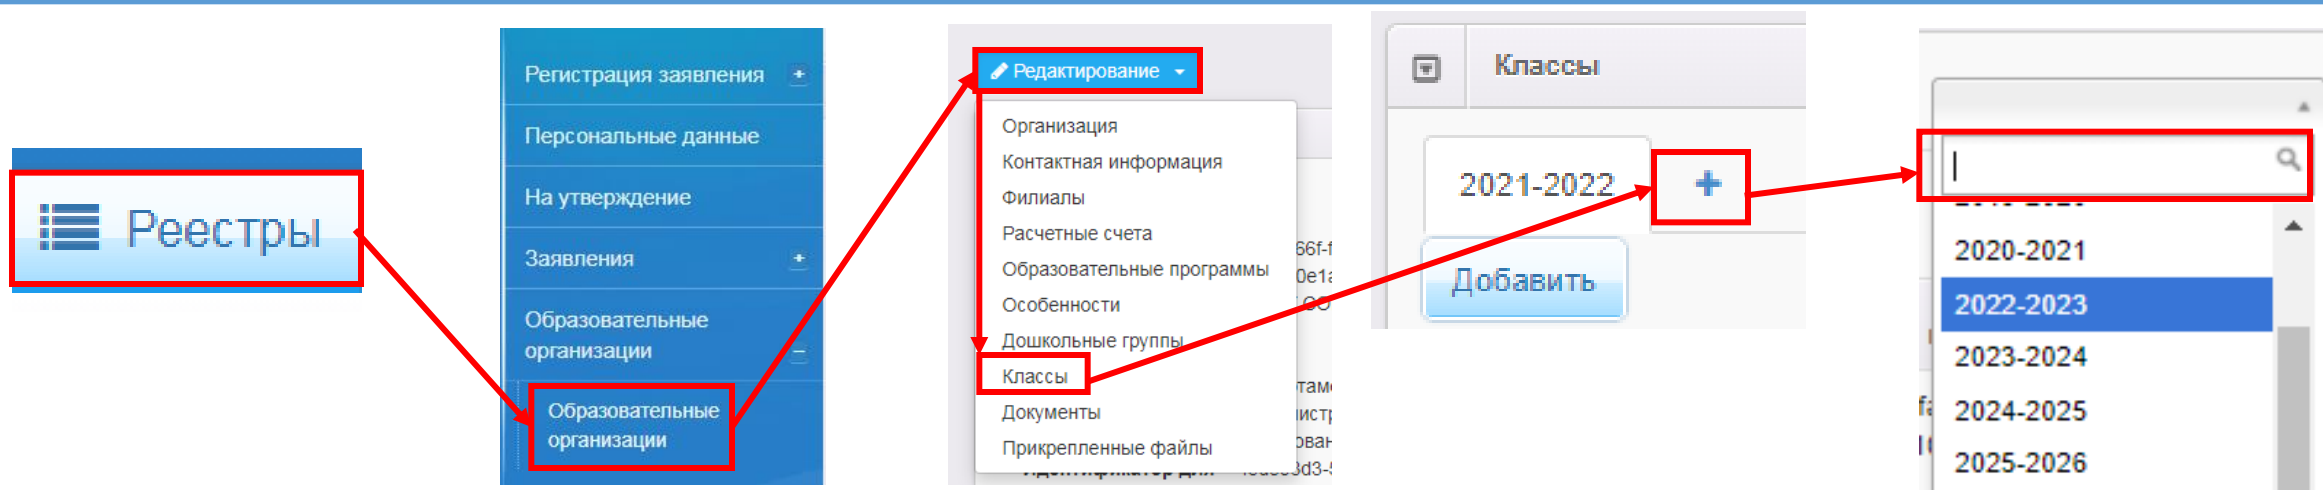 Реестры
Регистрация заявления
Персональные данные
На утверждение
Заявления
Образовательные
организации
Образовательные
организации
Редактирование
Организация
Контактная информация
Филиалы
Расчетные счета
Образовательные программы
Особенности
Дошкольные группы
Классы
Документы
Прикрепленные файлы
Классы
2021-2022 +
Добавить
2020-2021
2022-2023
2023-2024
2024-2025
2025-2026